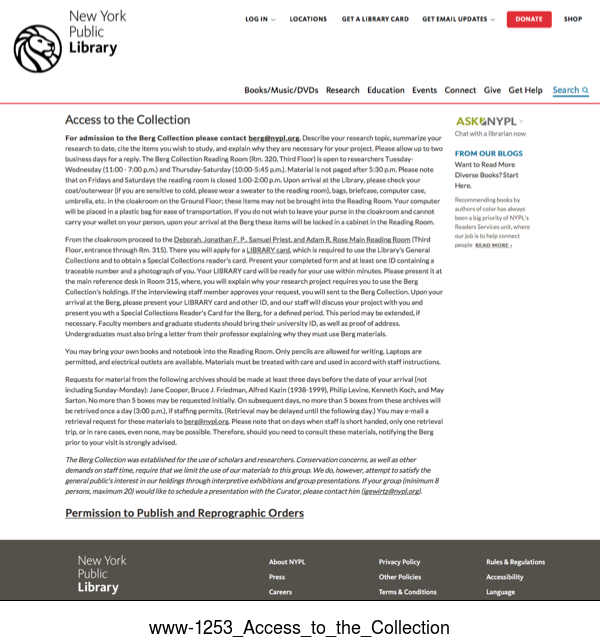 New York
Public
Library
LOG IN
LOCATIONS
GET A LIBRARY CARD
GET EMAIL UPDATES
DONATE
SHOP
Books/Music/DVDs Research Education Events Connect Give Get Help Search
Access to the Collection
For admission to the Berg Collection please contact berg@nypl.org. Describe your research topic, summarize your
research to date, cite the items you wish to study, and explain why they are necessary for your project. Please allow up to two
business days for a reply. The Berg Collection Reading Room (Rm. 320, Third Floor) is open to researchers Tuesday-
Wednesday (11:00 - 7:00 p.m.) and Thursday-Saturday (10:00-5:45 p.m.). Material is not paged after 5:30 p.m. Please note
that on Fridays and Saturdays the reading room is closed 1:00-2:00 p.m. Upon arrival at the Library, please check your
coat/outerwear (if you are sensitive to cold, please wear a sweater to the reading room), bags, briefcase, computer case,
umbrella, etc. in the cloakroom on the Ground Floor; these items may not be brought into the Reading Room. Your computer
will be placed in a plastic bag for ease of transportation. If you do not wish to leave your purse in the cloakroom and cannot
carry your wallet on your person, upon your arrival at the Berg these items will be locked in a cabinet in the Reading Room.
From the cloakroom proceed to the Deborah, Jonathan F. P., Samuel Priest, and Adam R. Rose Main Reading Room (Third
Floor, entrance through Rm. 315). There you will apply for a LIBRARY card, which is required to use the Library's General
Collections and to obtain a Special Collections reader's card. Present your completed form and at least one ID containing a
traceable number and a photograph of you. Your LIBRARY card will be ready for your use within minutes. Please present it at
the main reference desk in Room 315, where, you will explain why your research project requires you to use the Berg
Collection's holdings. If the interviewing staff member approves your request, you will sent to the Berg Collection. Upon your
arrival at the Berg, please present your LIBRARY card and other ID, and our staff will discuss your project with you and
present you wth a Special Collections Reader's Card for the Berg, for a defined period. This period may be extended, if
necessary. Faculty members and graduate students should bring their university ID, as well as proof of address.
Undergraduates must also bring a letter from their professor explaining why they must use Berg materials.
You may bring your own books and notebook into the Reading Room. Only pencils are allowed for writing. Laptops are
permitted, and electrical outlets are available. Materials must be treated with care and used in accord with staff instructions.
Requests for material from the following archives should be made at least three days before the date of your arrival (not
including Sunday-Monday): Jane Cooper, Bruce J. Friedman, Alfred Kazin (1938-1999), Philip Levine, Kenneth Koch, and May
Sarton. No more than 5 boxes may be requested initially. On subsequent days, no more than 5 boxes from these archives will
be retrived once a day (3:00 p.m.), if staffing permits. (Retrieval may be delayed until the following day.) You may e-mail a
retrieval request for these materials to berg@nypl.org. Please note that on days when staff is short handed, only one retrieval
trip, or in rare cases, even none, may be possible. Therefore, should you need to consult these materials, notifying the Berg
prior to your visit is strongly advised.
The Berg Collection was established for the use of scholars and researchers. Conservation concerns, as well as other
demands on staff time, require that we limit the use of our materials to this group. We do, however, attempt to satisfy the
general public's interest in our holdings through interpretive exhibitions and group presentations. If your group (minimum 8
persons, maximum 20) would like to schedule a presentation with the Curator, please contact him (igewirtz@nypl.org).
Permission to Publish and Reprographic Orders
ASKNYPL >
Chat with a librarian now
FROM OUR BLOGS
Want to Read More
Diverse Books? Start
Here.
Recommending books by
authors of color has always
been a big priority of NYPL's
Readers Services unit, where
our job is to help connect
people READ MORE ›
New York
Public
Library
About NYPL
Privacy Policy
Rules & Regulations
Press
Other Policies
Accessibility
Careers
Terms & Conditions
Language
www-1253_Access_to_the_Collection